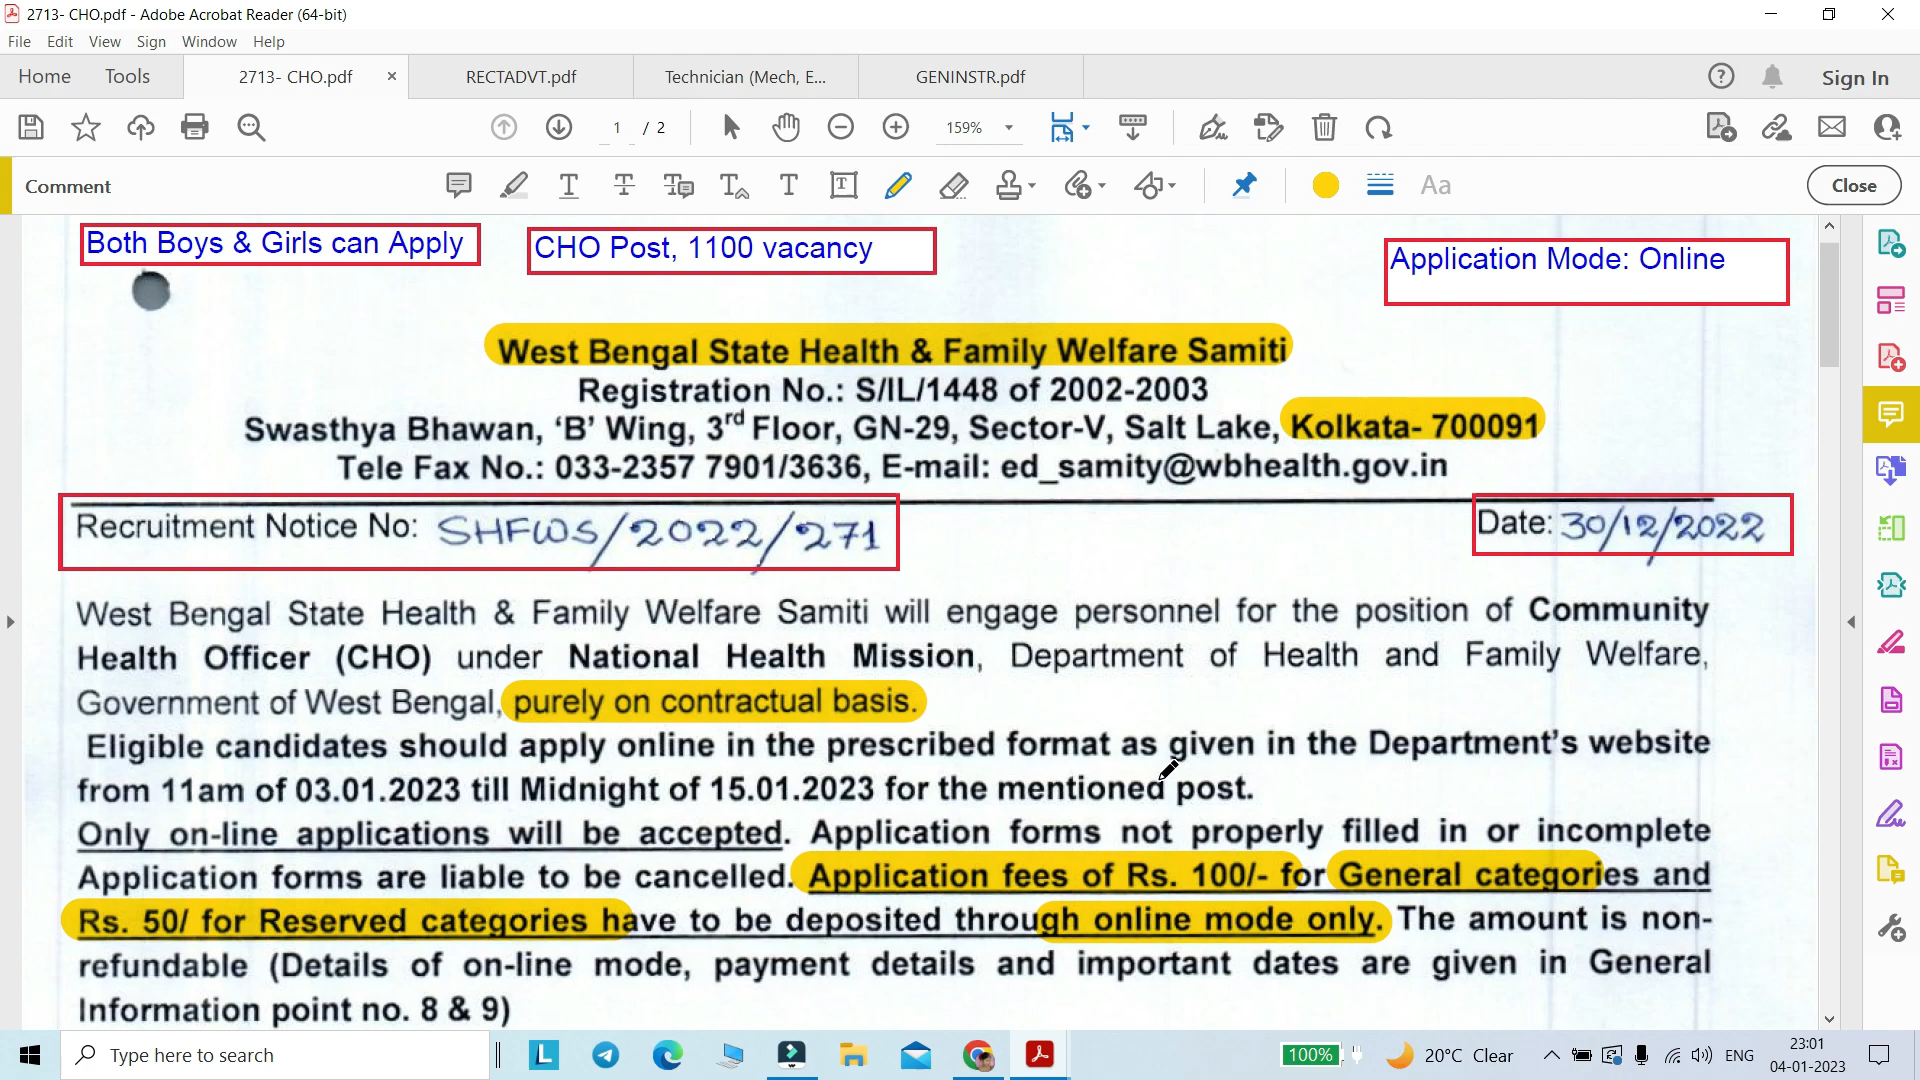 2713- CHO.pdf - Adobe Acrobat Reader (64-bit)
File Edit View Sign Window Help
Home Tools 2713- CHO.pdf × RECTADVT.pdf Technician (Mech, E... GENINSTR.pdf Sign In
1 / 2 159%
Comment Aa Close
Both Boys & Girls can Apply
CHO Post, 1100 vacancy
Application Mode: Online
West Bengal State Health & Family Welfare Samiti
Registration No.: S/IL/1448 of 2002-2003
Swasthya Bhawan, ‘B’ Wing, 3rd Floor, GN-29, Sector-V, Salt Lake, Kolkata- 700091
Tele Fax No.: 033-2357 7901/3636, E-mail: ed_samity@wbhealth.gov.in
Recruitment Notice No: SHFWS/2022/271 Date: 30/12/2022
West Bengal State Health & Family Welfare Samiti will engage personnel for the position of Community
Health Officer (CHO) under National Health Mission, Department of Health and Family Welfare,
Government of West Bengal, purely on contractual basis.
Eligible candidates should apply online in the prescribed format as given in the Department's website
from 11am of 03.01.2023 till Midnight of 15.01.2023 for the mentioned post.
Only on-line applications will be accepted. Application forms not properly filled in or incomplete
Application forms are liable to be cancelled. Application fees of Rs. 100/- for General categories and
Rs. 50/ for Reserved categories have to be deposited through online mode only. The amount is non-
refundable (Details of on-line mode, payment details and important dates are given in General
Information point no. 8 & 9)
Type here to search
100% 20°C Clear ENG 23:01
04-01-2023